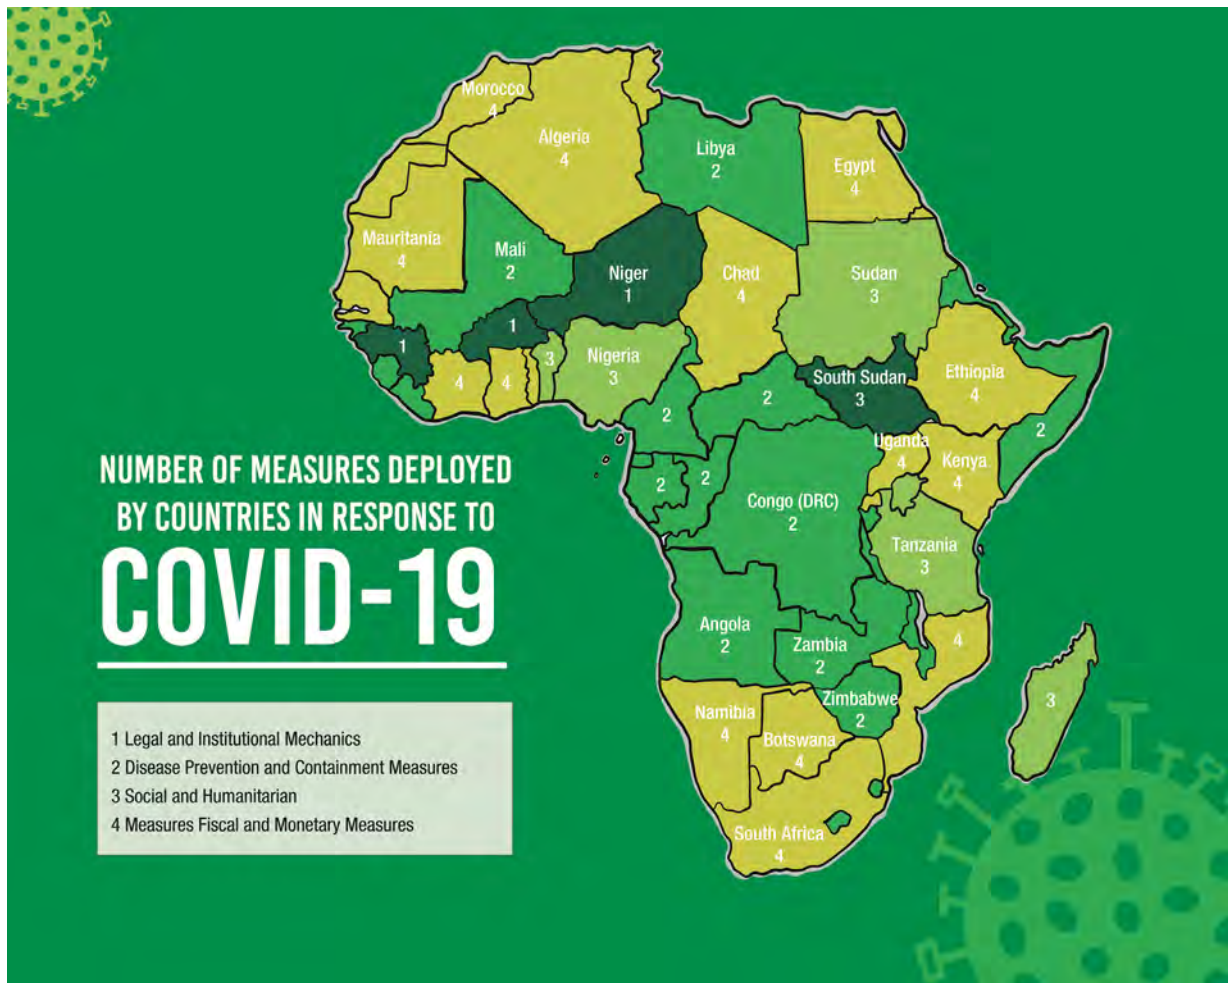 Morocco
4
Algeria
4
Libya
2
Egypt
4
Mauritania
4
Mali
2
Niger
1
Chad
4
Sudan
3
1
1
3
Nigeria
3
4
4
South Sudan
3
Ethiopia
4
2
2
2
Uganda
4
Kenya
4
2
2
Congo (DRC)
2
Tanzania
3
NUMBER OF MEASURES DEPLOYED
BY COUNTRIES IN RESPONSE TO
COVID-19
Angola
2
Zambia
2
4
Zimbabwe
2
3
Namibia
4
Botswana
4
South Africa
4
1 Legal and Institutional Mechanics
2 Disease Prevention and Containment Measures
3 Social and Humanitarian
4 Measures Fiscal and Monetary Measures